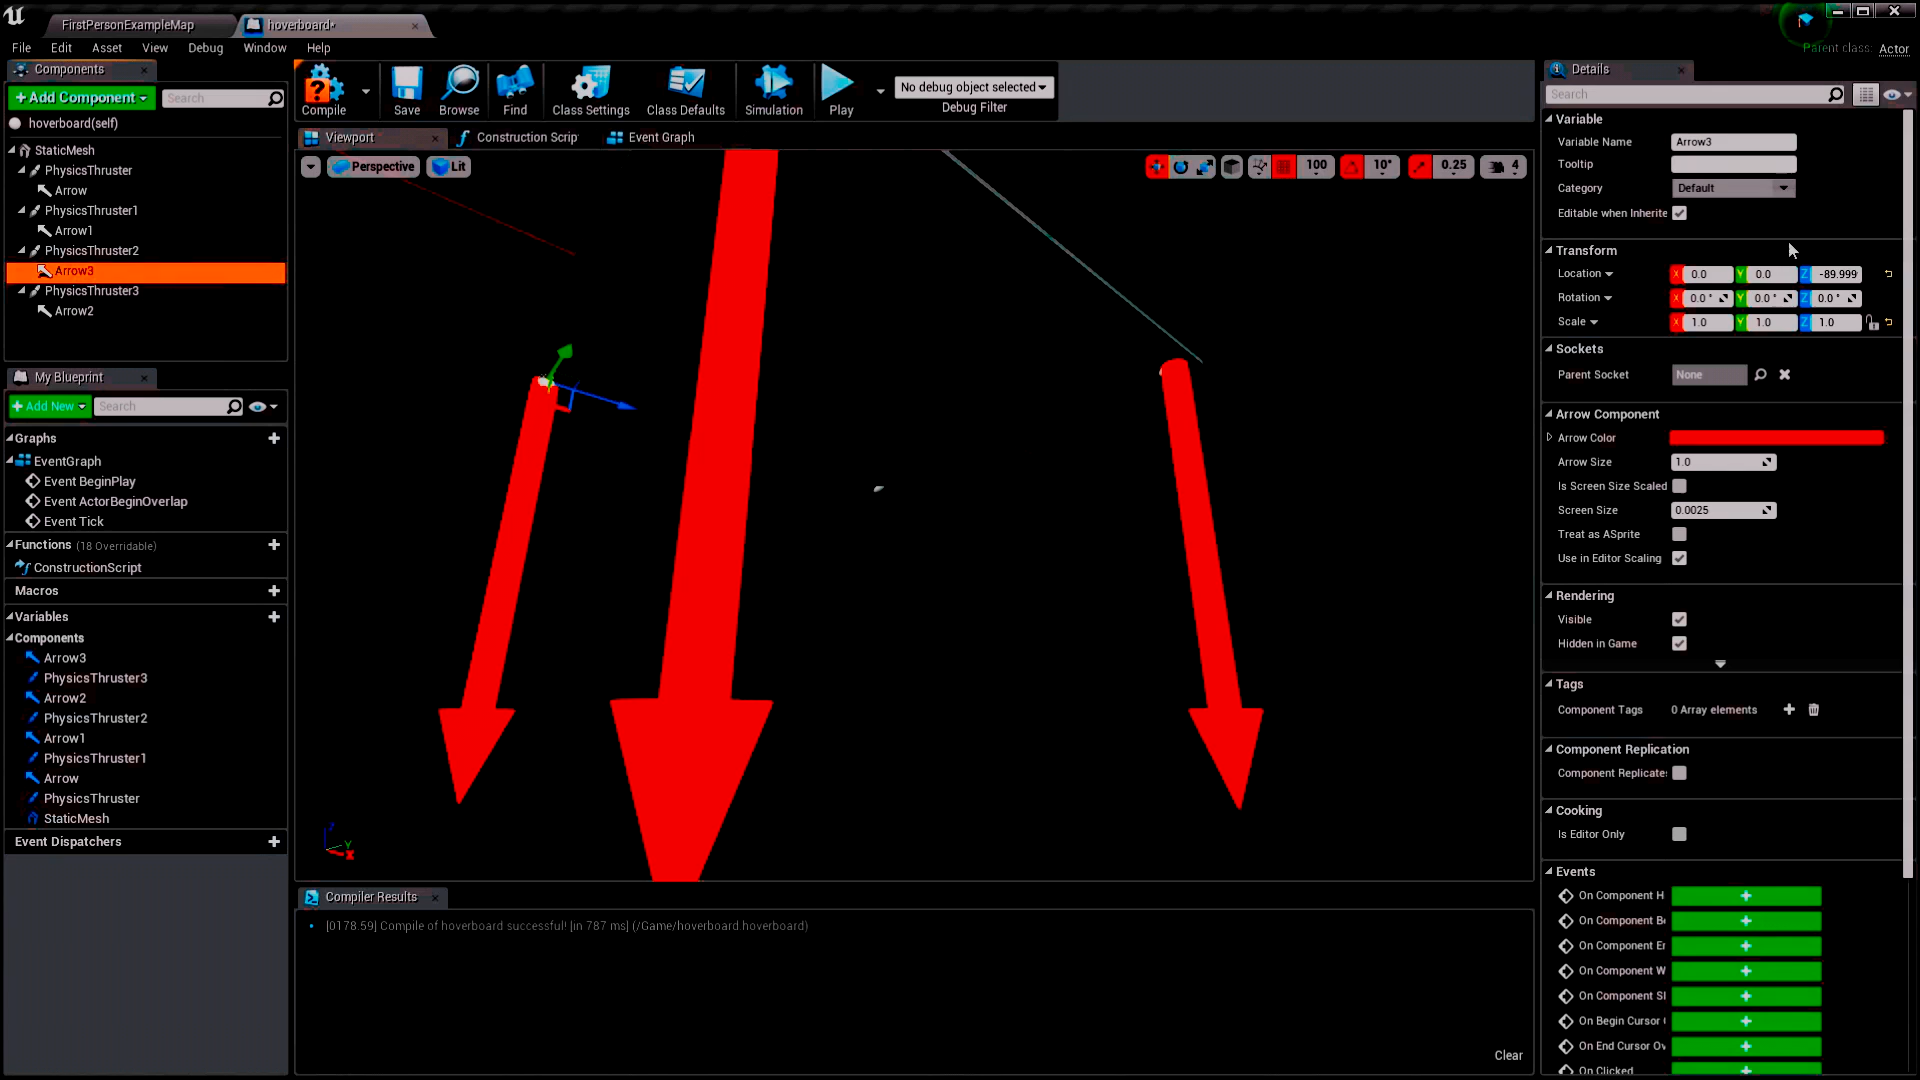 FirstPersonExampleMap
hoverboard*
Parent class: Actor
File Edit Asset View Debug Window Help
Components
+Add Component
Search
hoverboard(self)
StaticMesh
PhysicsThruster
Arrow
PhysicsThruster1
Arrow1
PhysicsThruster2
Arrow3
PhysicsThruster3
Arrow2
My Blueprint
+Add New
Search
Graphs
EventGraph
Event BeginPlay
Event ActorBeginOverlap
Event Tick
Functions (18 Overridable)
ConstructionScript
Macros
Variables
Components
Arrow3
PhysicsThruster3
Arrow2
PhysicsThruster2
Arrow1
PhysicsThruster1
Arrow
PhysicsThruster
StaticMesh
Event Dispatchers
Compile
Save
Browse
Find
Class Settings
Class Defaults
Simulation
Play
No debug object selected
Debug Filter
Viewport
Construction Scrip
Event Graph
Perspective
Lit
100
10°
0.25
4
Z
Y
X
Compiler Results
[0178.59] Compile of hoverboard successful! [in 787 ms] (/Game/hoverboard.hoverboard)
Clear
Details
Search
Variable
Variable Name Arrow3
Tooltip
Category Default
Editable when Inherite
Transform
Location X 0.0 Y 0.0 Z -89.999
Rotation X 0.0 ° Y 0.0 ° Z 0.0 °
Scale X 1.0 Y 1.0 Z 1.0
Sockets
Parent Socket None
Arrow Component
Arrow Color
Arrow Size 1.0
Is Screen Size Scaled
Screen Size 0.0025
Treat as ASprite
Use in Editor Scaling
Rendering
Visible
Hidden in Game
Tags
Component Tags 0 Array elements
Component Replication
Component Replicate
Cooking
Is Editor Only
Events
On Component H
On Component Be
On Component Er
On Component W
On Component Sl
On Begin Cursor
On End Cursor Ov
On Clicked